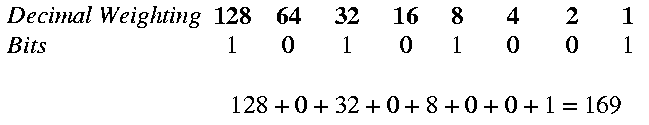 Decimal Weighting 128 64 32 16 8 4 2 1
Bits 1 0 1 0 1 0 0 1
128 + 0 + 32 + 0 + 8 + 0 + 0 + 1 = 169